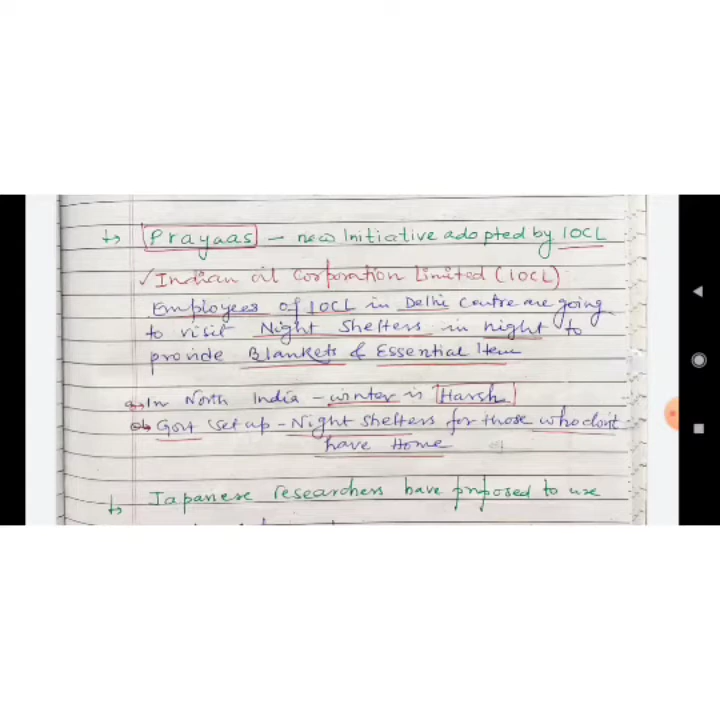 ↳ Prayaas - new Initiative adopted by IOCL
✓ Indian oil Corporation Limited (IOCL)
Employees of IOCL in Delhi Centre are going
to visit Night Shelters in night to
provide Blankets & Essential Item
a↳ In North India - winter is Harsh
b↳ Govt set up - Night Shelters for those who don't
have Home
↳ Japanese researchers have proposed to use